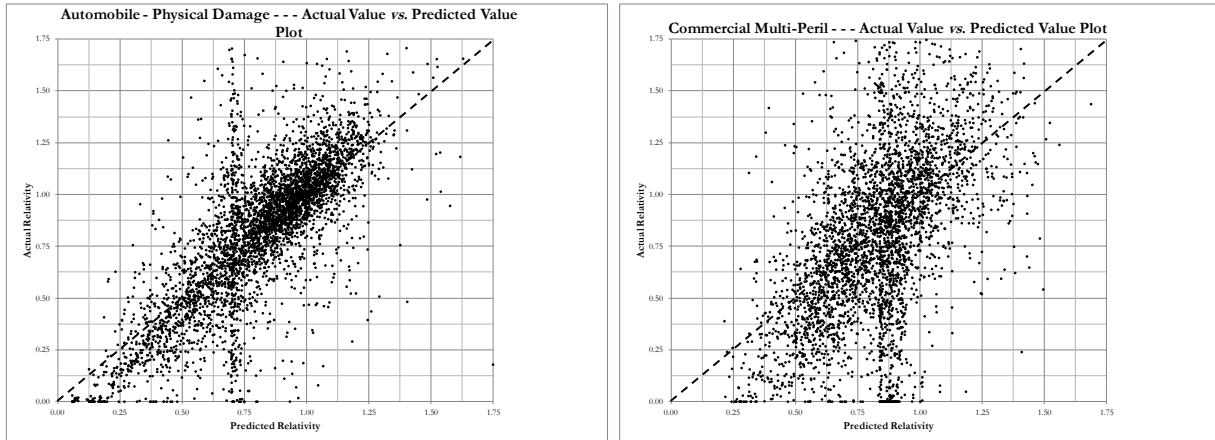 Automobile - Physical Damage - - - Actual Value vs. Predicted Value
Plot
1.75
1.50
1.25
1.00
0.75
0.50
0.25
0.00
Actual Relativity
0.00 0.25 0.50 0.75 1.00 1.25 1.50 1.75
Predicted Relativity
Commercial Multi-Peril - - - Actual Value vs. Predicted Value Plot
1.75
1.50
1.25
1.00
0.75
0.50
0.25
0.00
Actual Relativity
0.00 0.25 0.50 0.75 1.00 1.25 1.50 1.75
Predicted Relativity